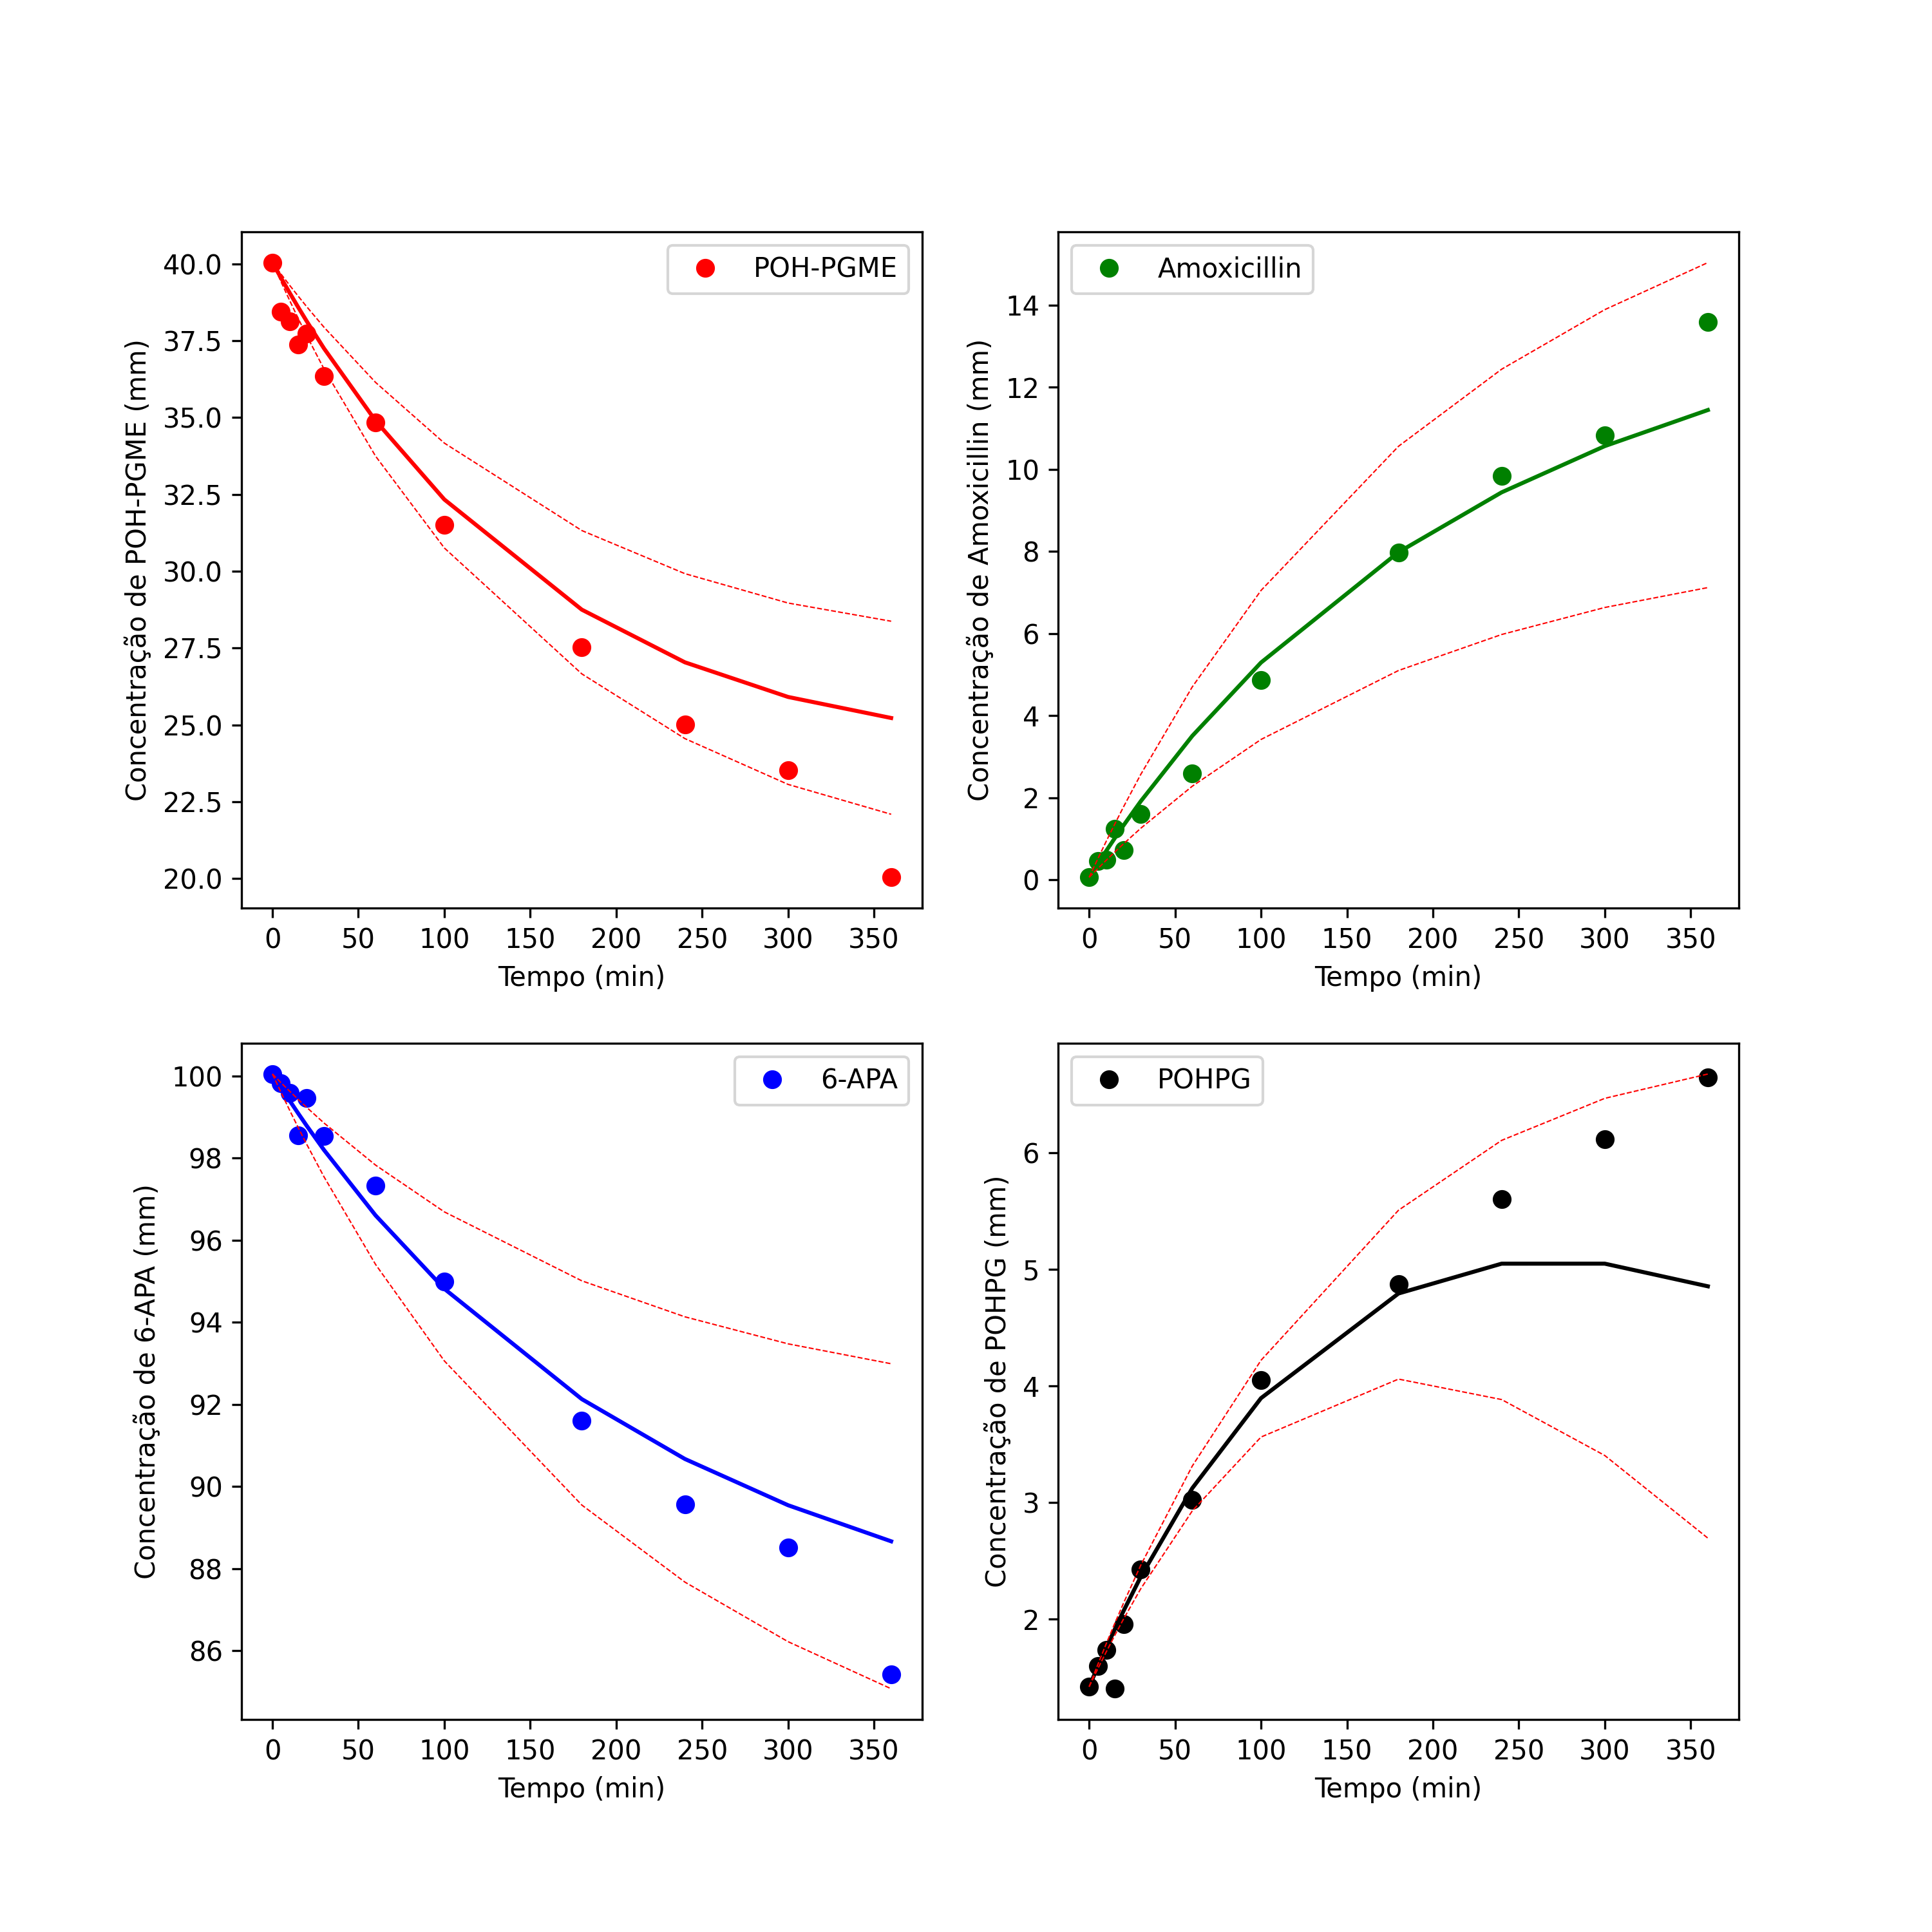 POH-PGME
Concentração de POH-PGME (mm)
40.0
37.5
35.0
32.5
30.0
27.5
25.0
22.5
20.0
0 50 100 150 200 250 300 350
Tempo (min)
Amoxicillin
Concentração de Amoxicillin (mm)
14
12
10
8
6
4
2
0
0 50 100 150 200 250 300 350
Tempo (min)
6-APA
Concentração de 6-APA (mm)
100
98
96
94
92
90
88
86
0 50 100 150 200 250 300 350
Tempo (min)
POHPG
Concentração de POHPG (mm)
6
5
4
3
2
0 50 100 150 200 250 300 350
Tempo (min)